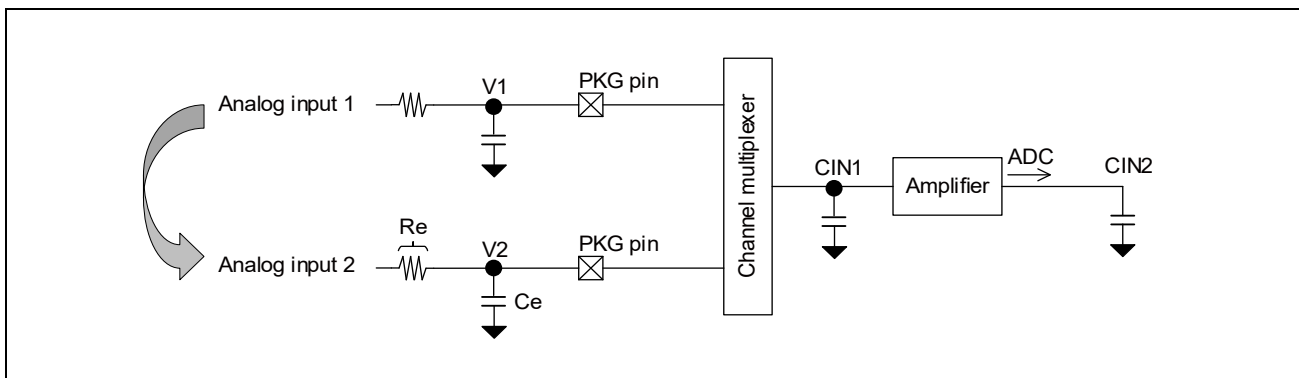 Analog input 1
V1
PKG pin
Channel multiplexer
CIN1
Amplifier
ADC
CIN2
Analog input 2
Re
V2
Ce
PKG pin